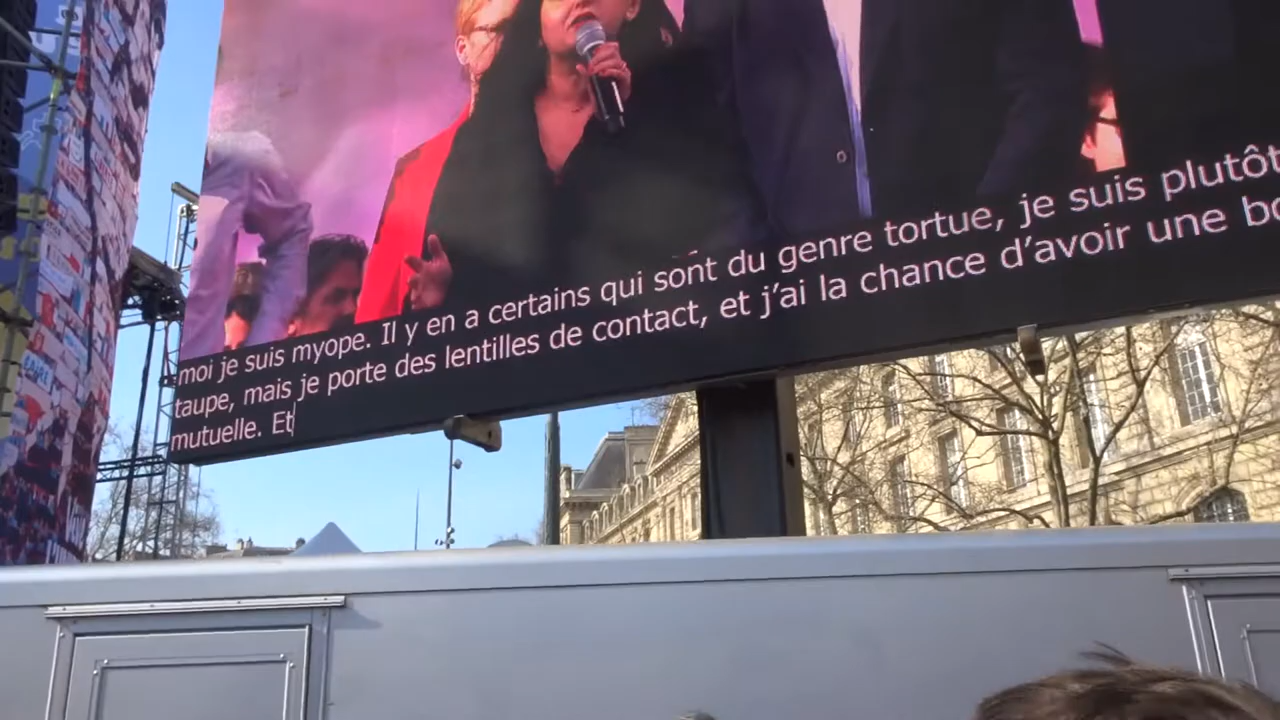 moi je suis myope. Il y en a certains qui sont du genre tortue, je suis plutôt
taupe, mais je porte des lentilles de contact, et j'ai la chance d'avoir une bo
mutuelle. Et